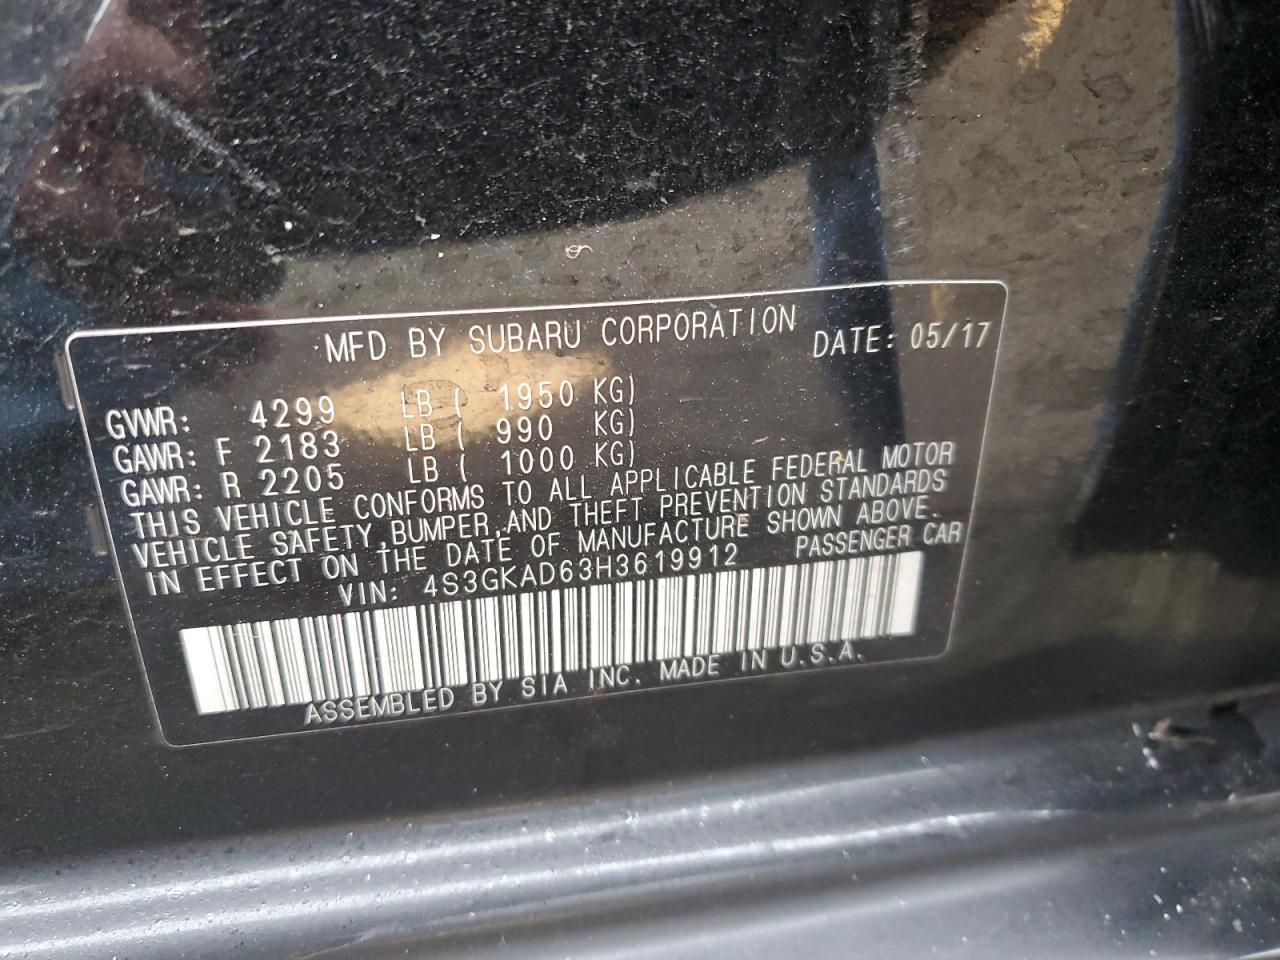 MFD BY SUBARU CORPORATION DATE: 05/17
GVWR: 4299 LB ( 1950 KG)
GAWR: F 2183 LB ( 990 KG)
GAWR: R 2205 LB ( 1000 KG)
THIS VEHICLE CONFORMS TO ALL APPLICABLE FEDERAL MOTOR
VEHICLE SAFETY,BUMPER,AND THEFT PREVENTION STANDARDS
IN EFFECT ON THE DATE OF MANUFACTURE SHOWN ABOVE.
VIN: 4S3GKAD63H3619912 PASSENGER CAR
ASSEMBLED BY SIA INC. MADE IN U.S.A.